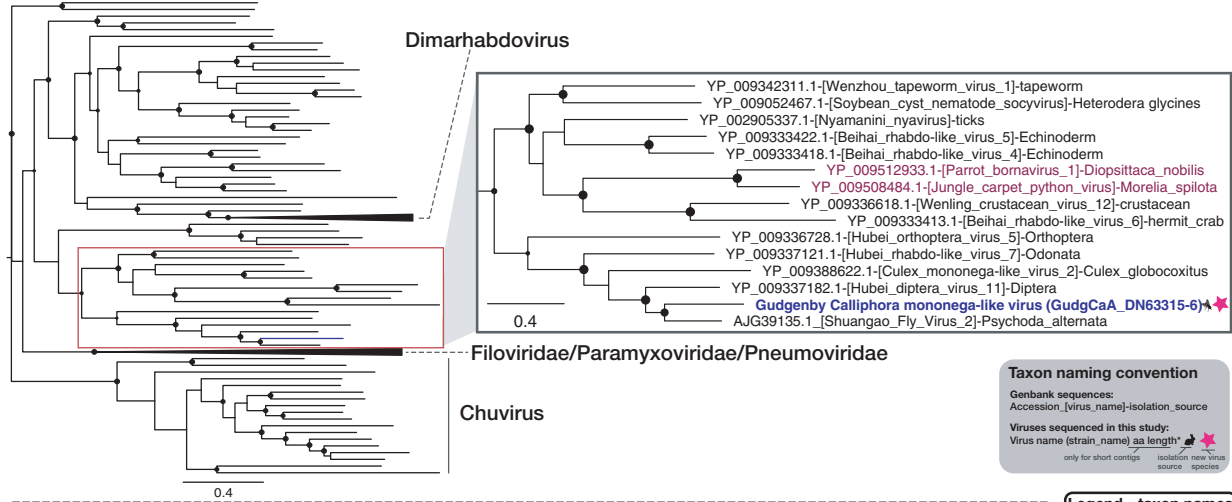 Dimarhabdovirus
YP_009342311.1-[Wenzhou_tapeworm_virus_1]-tapeworm
YP_009052467.1-[Soybean_cyst_nematode_socyvirus]-Heterodera glycines
YP_002905337.1-[Nyamanini_nyavirus]-ticks
YP_009333422.1-[Beihai_rhabdo-like_virus_5]-Echinoderm
YP_009333418.1-[Beihai_rhabdo-like_virus_4]-Echinoderm
YP_009512933.1-[Parrot_bornavirus_1]-Diopsittaca_nobilis
YP_009508484.1-[Jungle_carpet_python_virus]-Morelia_spilota
YP_009336618.1-[Wenling_crustacean_virus_12]-crustacean
YP_009333413.1-[Beihai_rhabdo-like_virus_6]-hermit_crab
YP_009336728.1-[Hubei_orthoptera_virus_5]-Orthoptera
YP_009337121.1-[Hubei_rhabdo-like_virus_7]-Odonata
YP_009388622.1-[Culex_mononega-like_virus_2]-Culex_globocoxitus
YP_009337182.1-[Hubei_diptera_virus_11]-Diptera
Gudgenby Calliphora mononega-like virus (GudgCaA_DN63315-6)
AJG39135.1_[Shuangao_Fly_Virus_2]-Psychoda_alternata
0.4
Filoviridae/Paramyxoviridae/Pneumoviridae
Chuvirus
0.4
Taxon naming convention
Genbank sequences:
Accession_[virus_name]-isolation_source
Viruses sequenced in this study:
Virus name (strain_name) aa length*
only for short contigs
isolation source
new virus species
Legend - taxon names